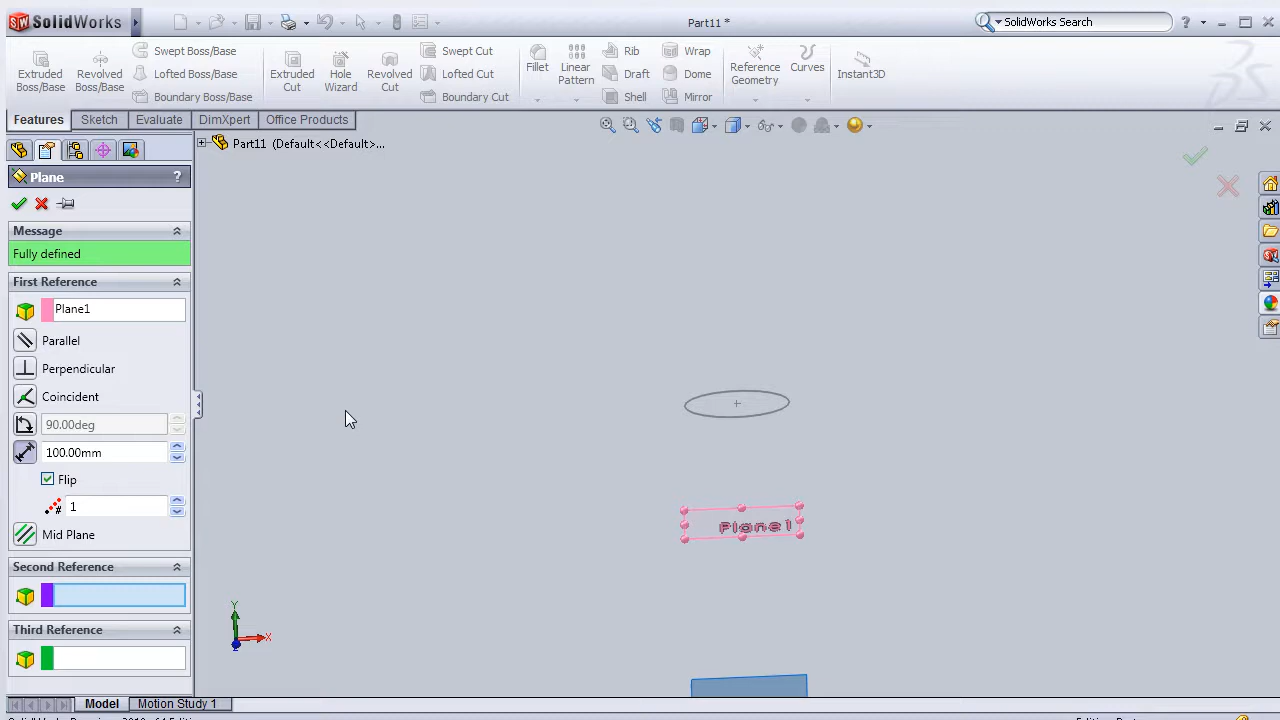 SolidWorks
Part11 *
SolidWorks Search
Extruded Boss/Base
Revolved Boss/Base
Swept Boss/Base
Lofted Boss/Base
Boundary Boss/Base
Extruded Cut
Hole Wizard
Revolved Cut
Swept Cut
Lofted Cut
Boundary Cut
Fillet
Linear Pattern
Rib
Draft
Shell
Wrap
Dome
Mirror
Reference Geometry
Curves
Instant3D
Features
Sketch
Evaluate
DimXpert
Office Products
Part11 (Default<<Default>...
Plane
?
Message
Fully defined
First Reference
Plane1
Parallel
Perpendicular
Coincident
90.00deg
100.00mm
Flip
1
Mid Plane
Second Reference
Third Reference
Plane1
Y
X
Z
Model
Motion Study 1